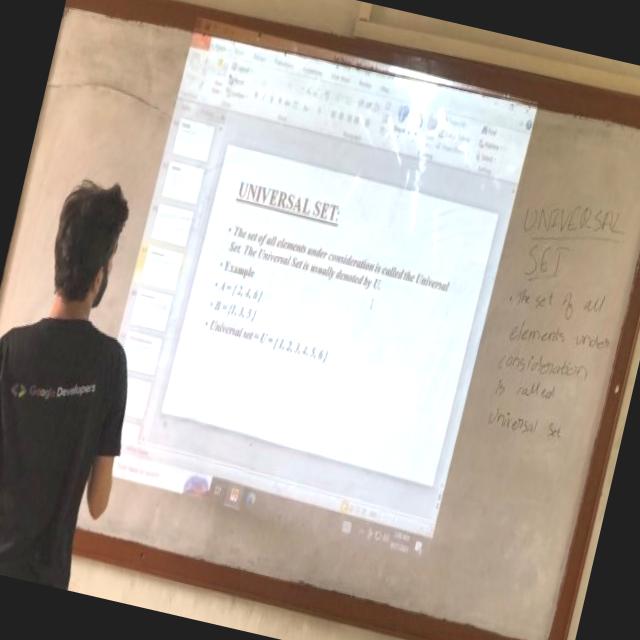 UNIVERSAL SET:
• The set of all elements under consideration is called the Universal
Set. The Universal Set is usually denoted by U.
• Example
• A = {2, 4, 6}
• B = {1, 3, 5}
• Universal set = U = {1, 2, 3, 4, 5, 6}
UNIVERSAL
SET
• the set of all
elements under
consideration
is called
universal set
Google Developers